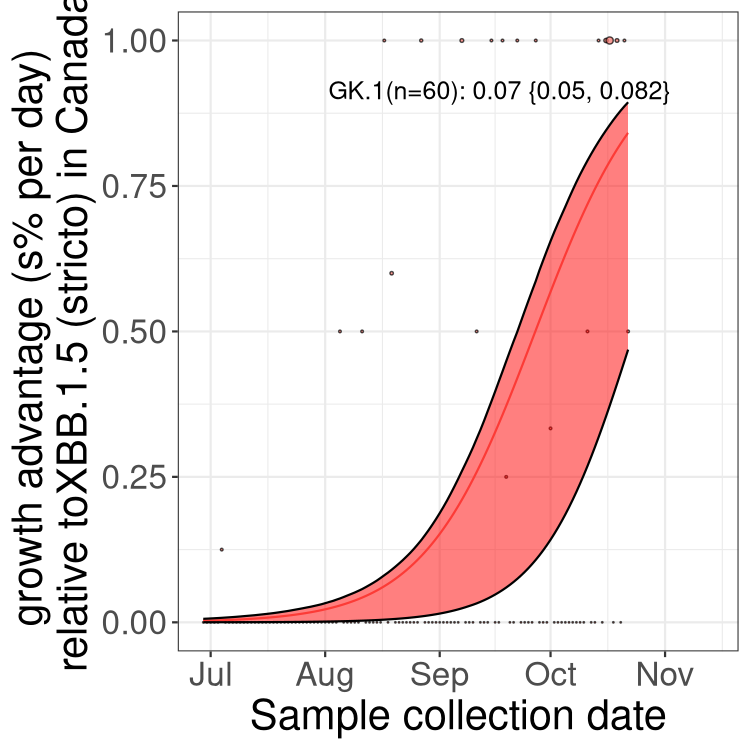 growth advantage (s% per day)
relative toXBB.1.5 (stricto) in Canada
1.00
0.75
0.50
0.25
0.00
GK.1(n=60): 0.07 {0.05, 0.082}
Jul Aug Sep Oct Nov
Sample collection date